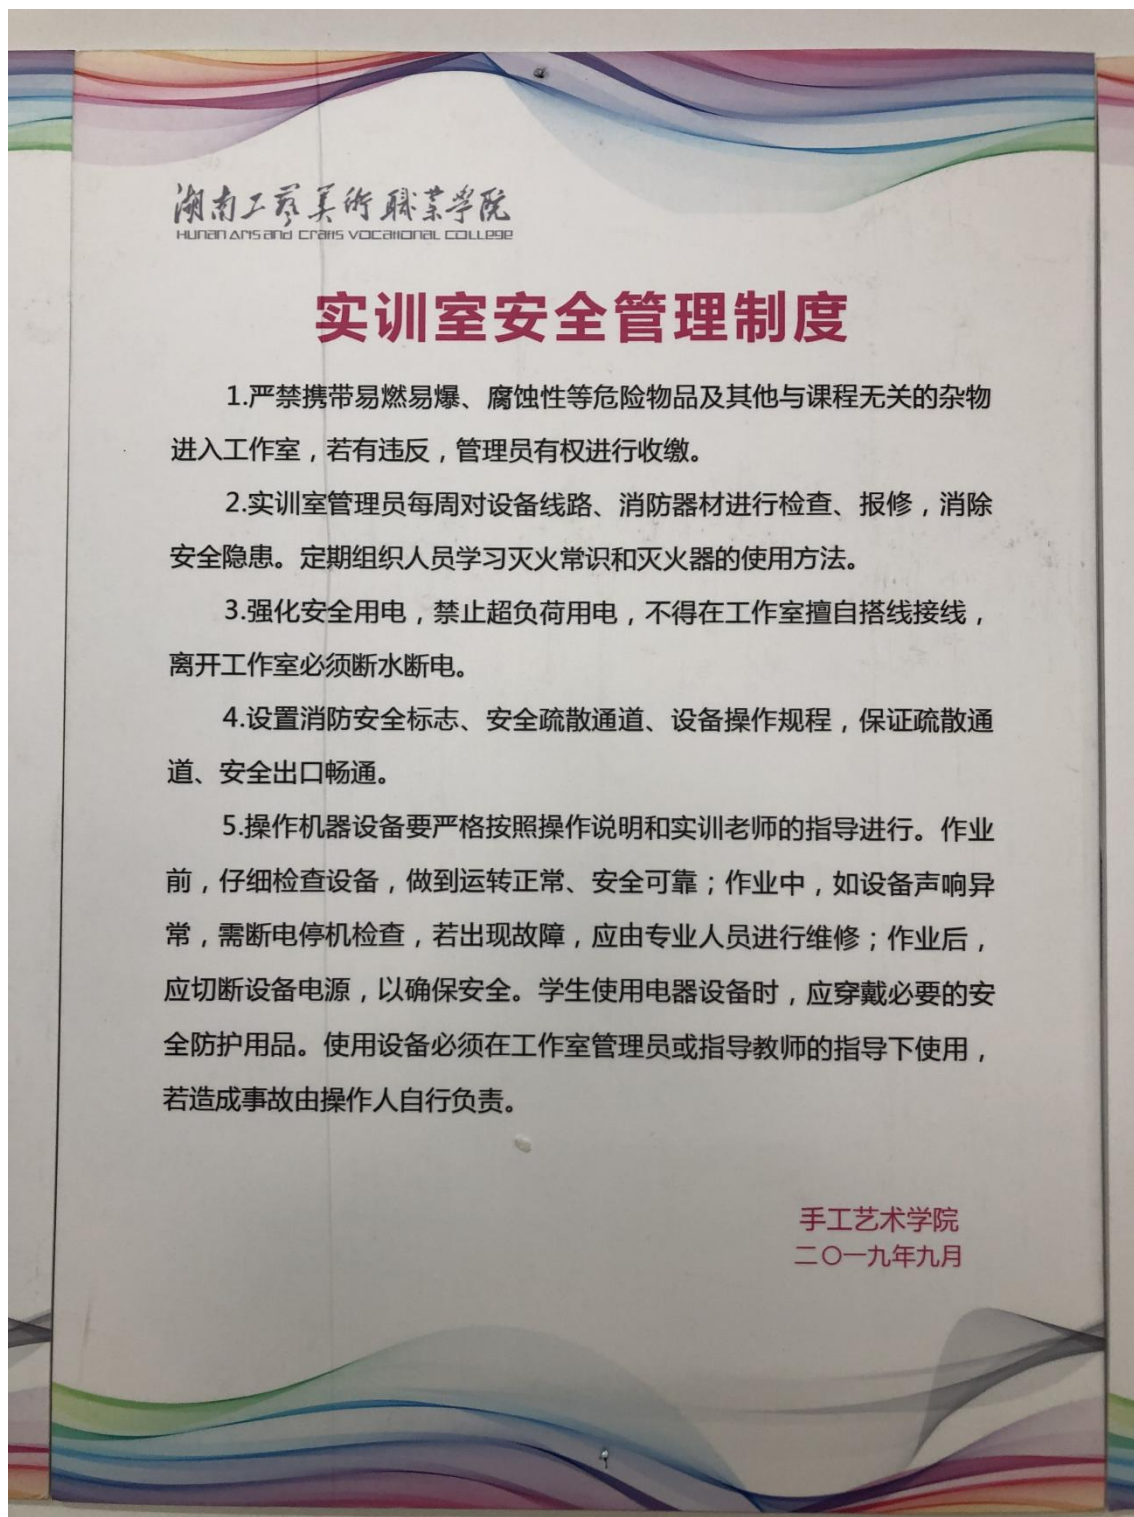 湖南工艺美术职业学院
Hunan Arts and Crafts Vocational College
实训室安全管理制度
1.严禁携带易燃易爆、腐蚀性等危险物品及其他与课程无关的杂物
进入工作室，若有违反，管理员有权进行收缴。
2.实训室管理员每周对设备线路、消防器材进行检查、报修，消除
安全隐患。定期组织人员学习灭火常识和灭火器的使用方法。
3.强化安全用电，禁止超负荷用电，不得在工作室擅自搭线接线，
离开工作室必须断水断电。
4.设置消防安全标志、安全疏散通道、设备操作规程，保证疏散通
道、安全出口畅通。
5.操作机器设备要严格按照操作说明和实训老师的指导进行。作业
前，仔细检查设备，做到运转正常、安全可靠；作业中，如设备声响异
常，需断电停机检查，若出现故障，应由专业人员进行维修；作业后，
应切断设备电源，以确保安全。学生使用电器设备时，应穿戴必要的安
全防护用品。使用设备必须在工作室管理员或指导教师的指导下使用，
若造成事故由操作人自行负责。
手工艺术学院
二〇一九年九月